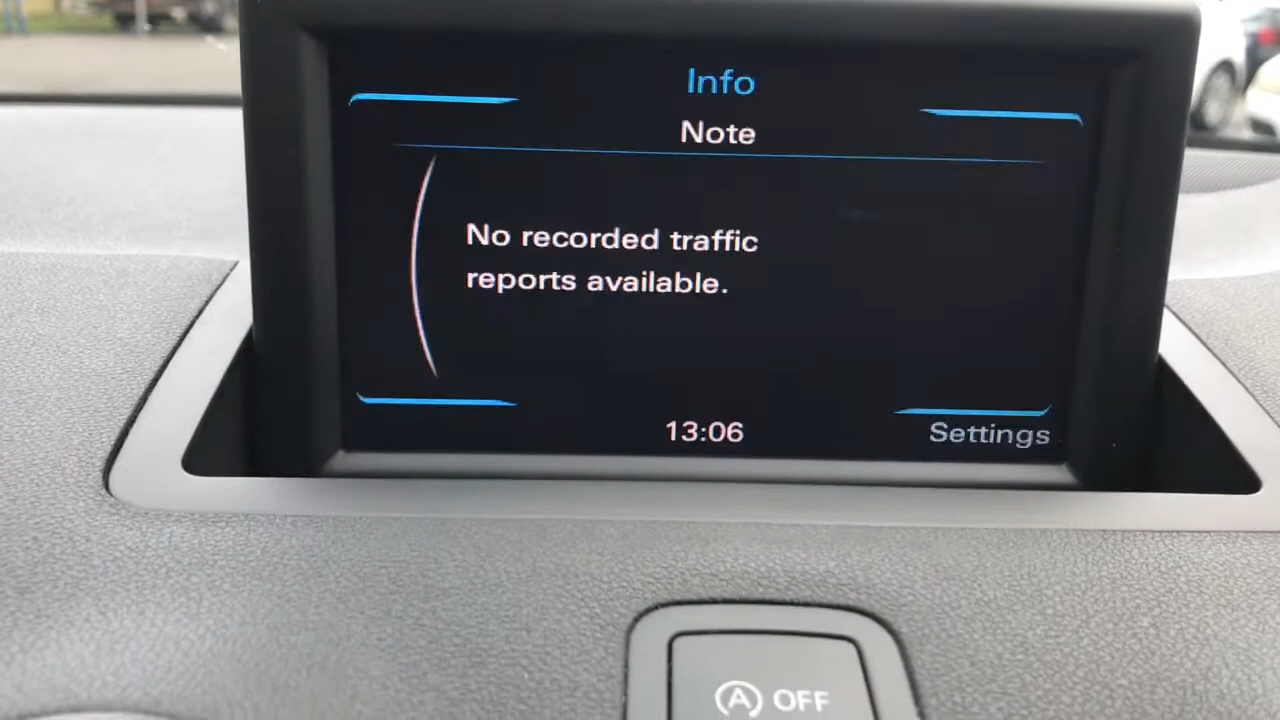 Info
Note
No recorded traffic
reports available.
13:06
Settings
A OFF